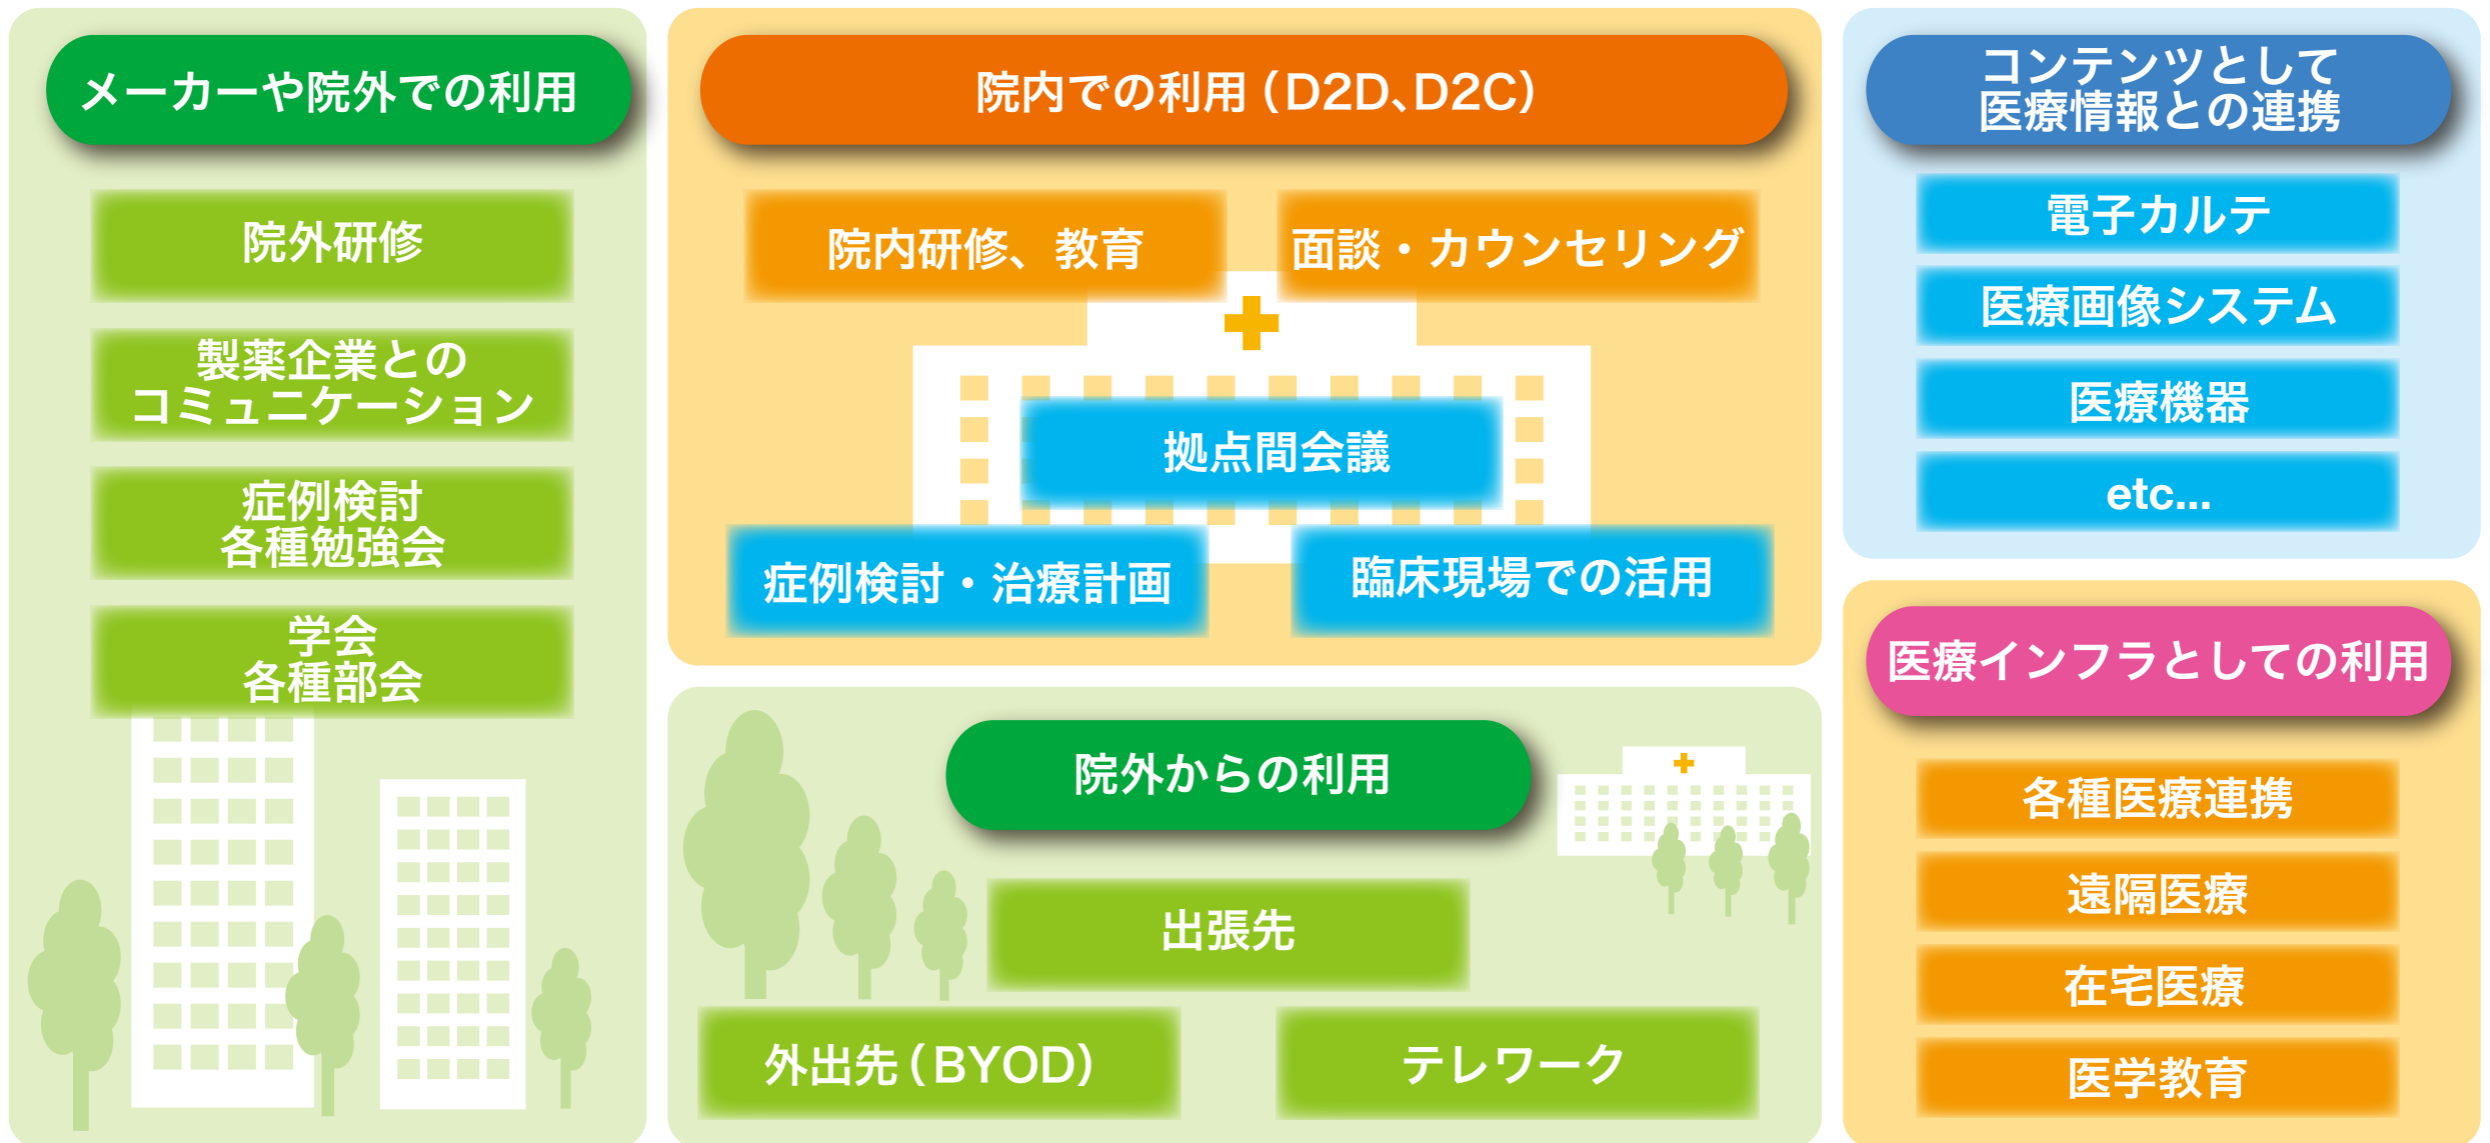 メーカーや院外での利用
院外研修
製薬企業との
コミュニケーション
症例検討
各種勉強会
学会
各種部会
院内での利用（D2D、D2C）
院内研修、教育
面談・カウンセリング
拠点間会議
症例検討・治療計画
臨床現場での活用
院外からの利用
出張先
外出先（BYOD）
テレワーク
コンテンツとして
医療情報との連携
電子カルテ
医療画像システム
医療機器
etc...
医療インフラとしての利用
各種医療連携
遠隔医療
在宅医療
医学教育